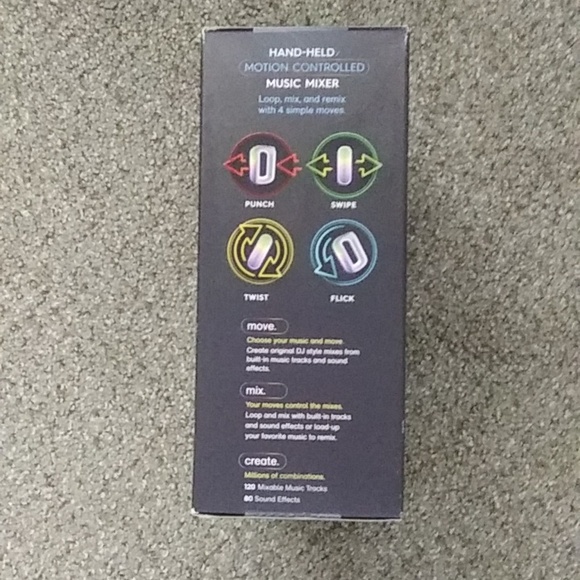 HAND-HELD
MOTION CONTROLLED
MUSIC MIXER
Loop, mix, and remix
with 4 simple moves.
PUNCH
SWIPE
TWIST
FLICK
move.
Choose your music and move.
Create original DJ style mixes from
built-in music tracks and sound
effects.
mix.
Your moves control the mixes.
Loop and mix with built-in tracks
and sound effects or load-up
your favorite music to remix.
create.
Millions of combinations.
120 Mixable Music Tracks
60 Sound Effects